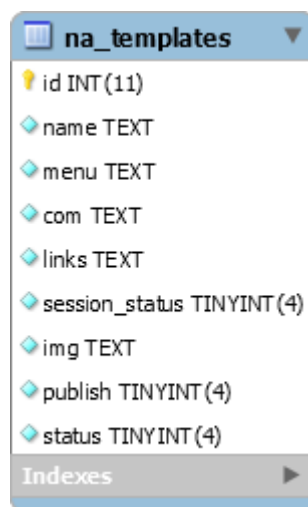 na_templates
id INT(11)
name TEXT
menu TEXT
com TEXT
links TEXT
session_status TINYINT(4)
img TEXT
publish TINYINT(4)
status TINYINT(4)
Indexes